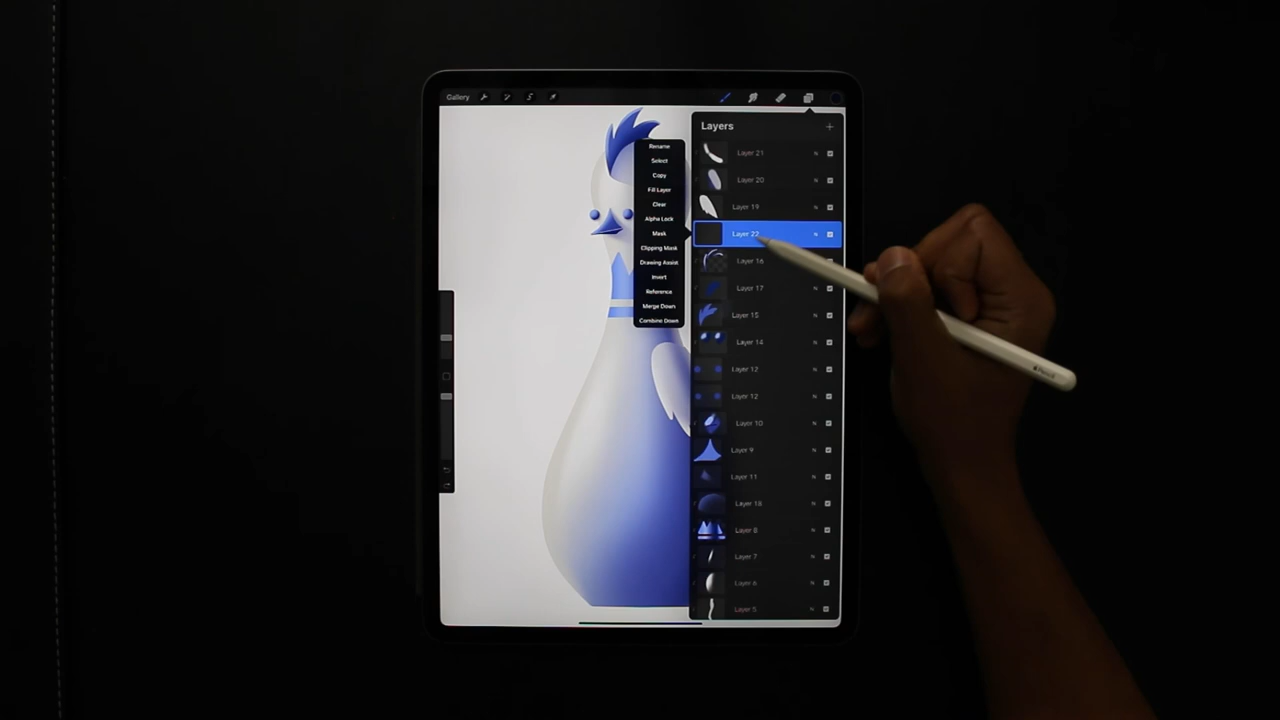 Gallery
Layers
Rename
Select
Copy
Fill Layer
Clear
Alpha Lock
Mask
Clipping Mask
Drawing Assist
Invert
Reference
Merge Down
Combine Down
Layer 21
Layer 20
Layer 19
Layer 22
Layer 16
Layer 17
Layer 15
Layer 14
Layer 12
Layer 12
Layer 10
Layer 9
Layer 11
Layer 18
Layer 8
Layer 7
Layer 6
Layer 5